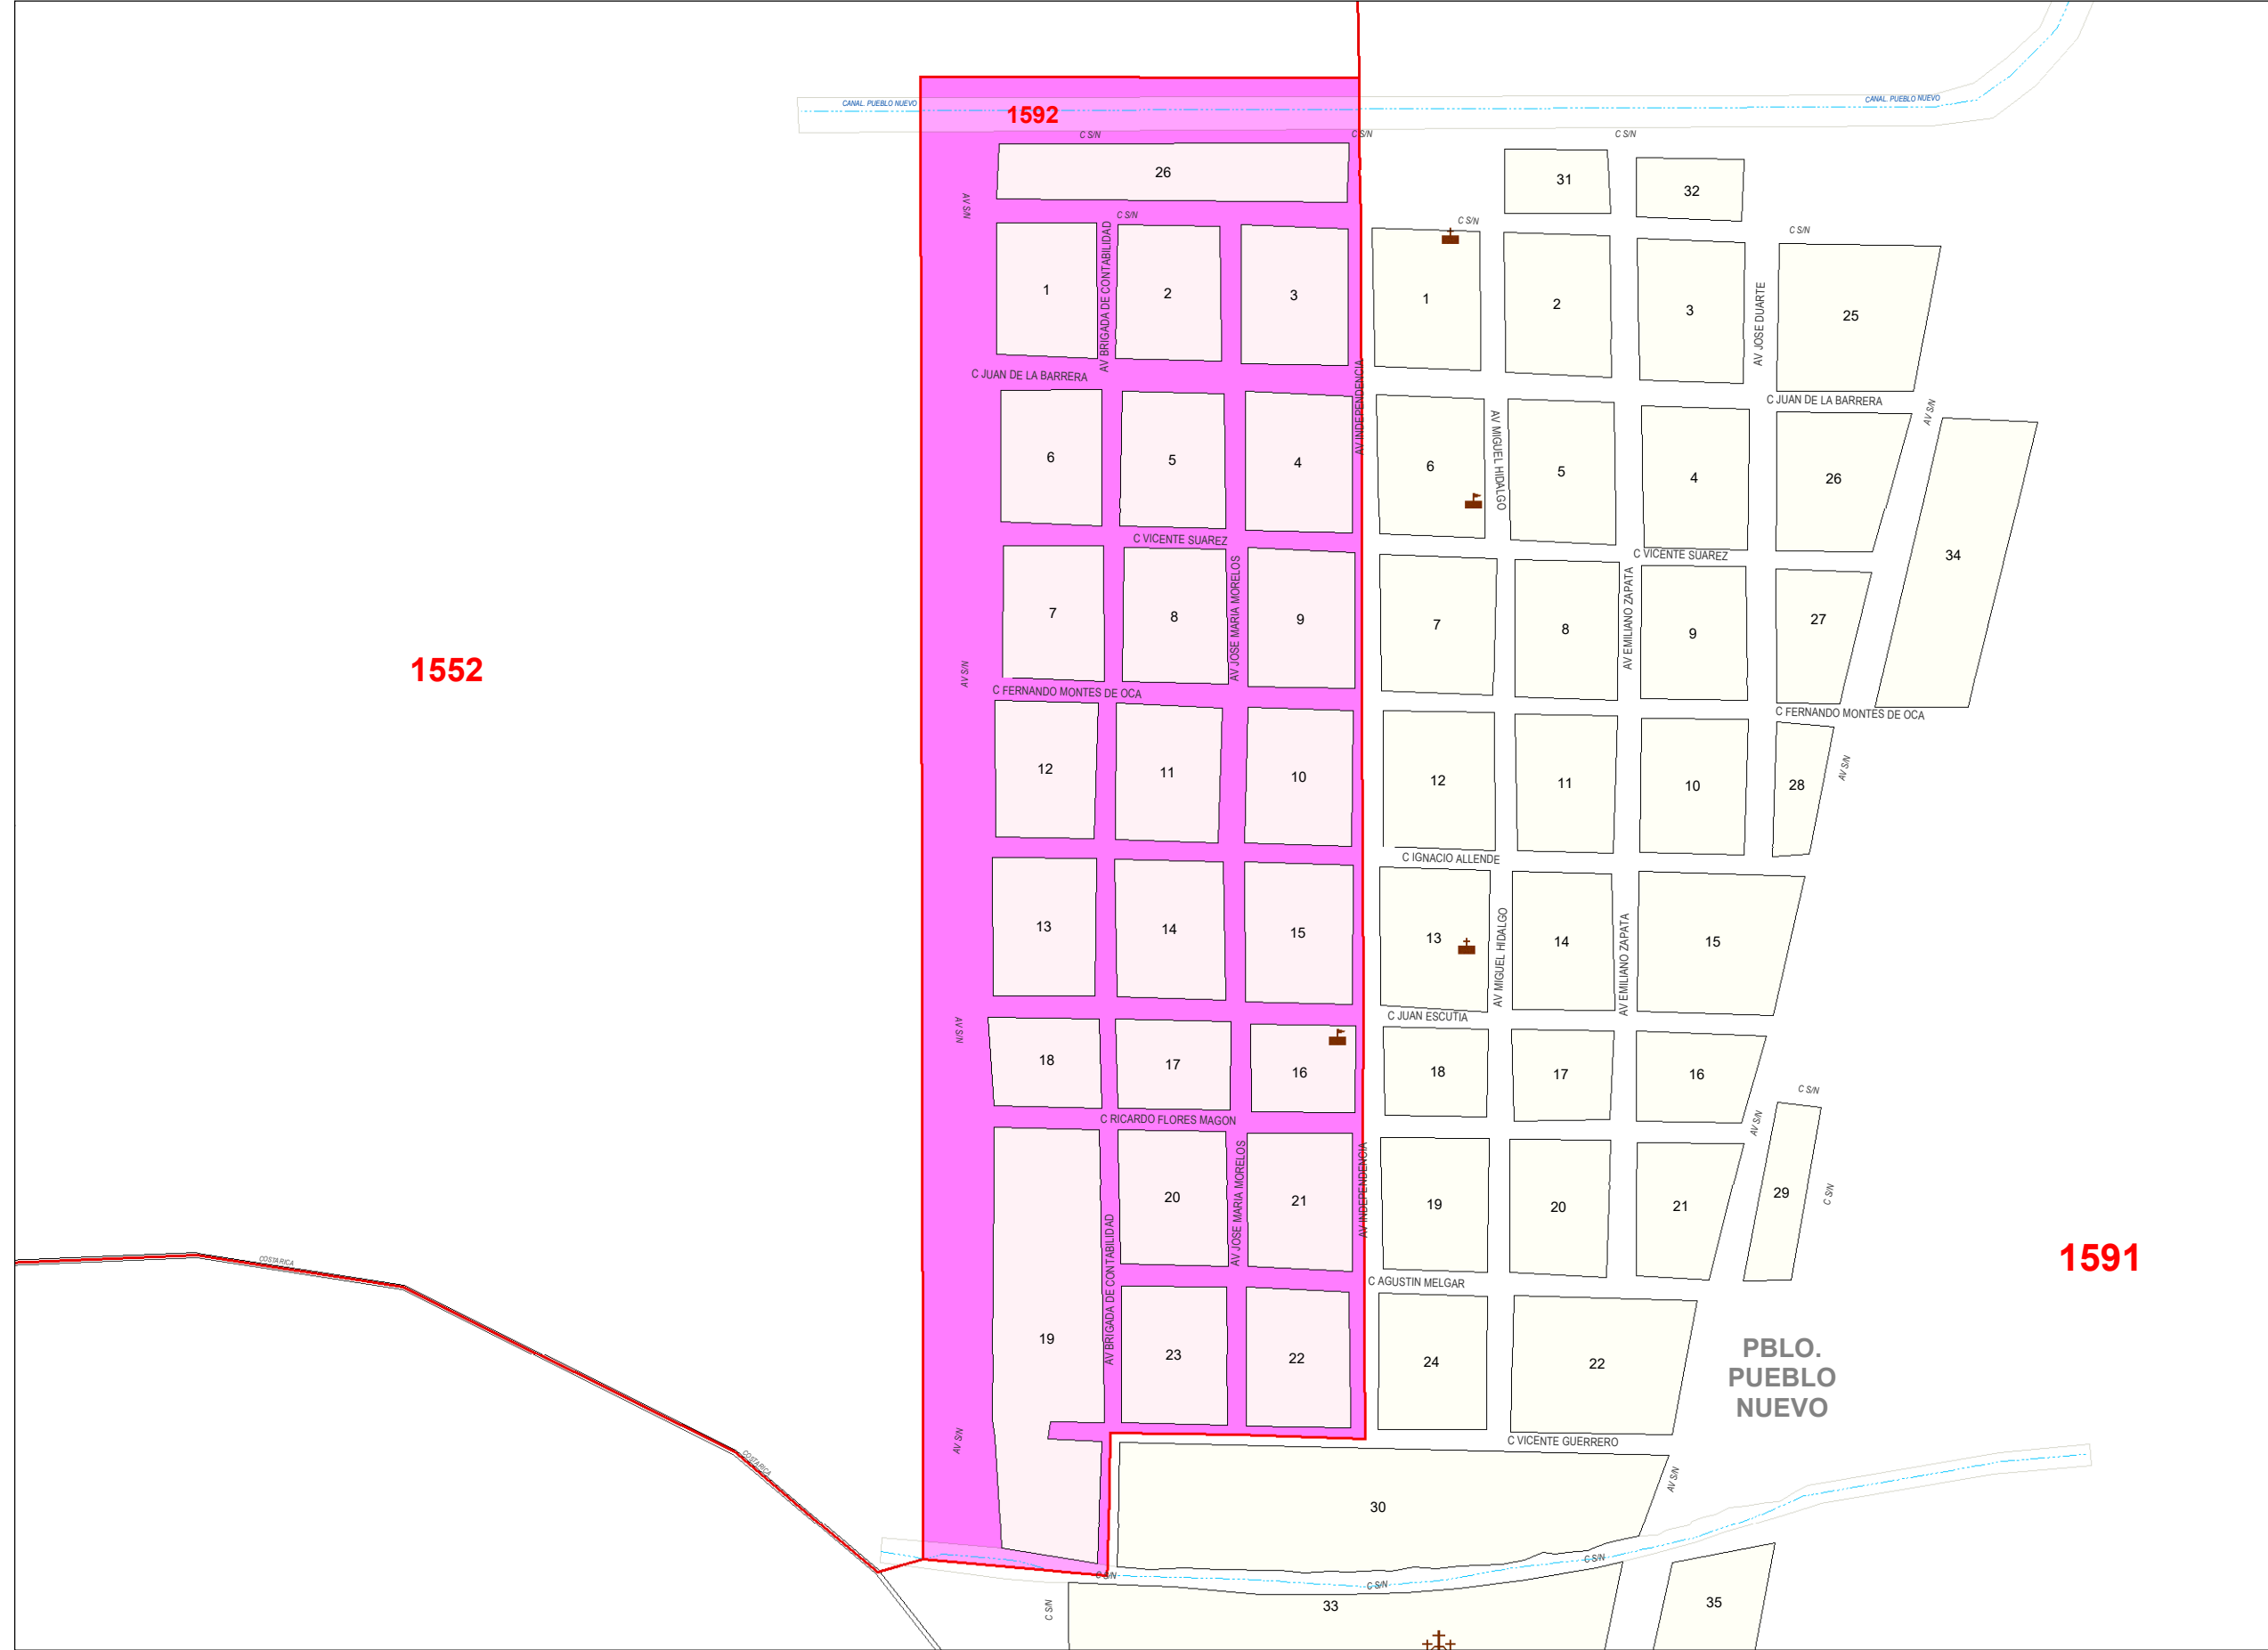 CANAL. PUEBLO NUEVO
CANAL. PUEBLO NUEVO
1592
C S/N
C S/N
C S/N
26
31
32
AV S/N
C S/N
C S/N
C S/N
1
2
3
1
2
3
25
AV BRIGADA DE CONTABILIDAD
AV JOSE DUARTE
C JUAN DE LA BARRERA
AV INDEPENDENCIA
C JUAN DE LA BARRERA
AV S/N
AV MIGUEL HIDALGO
6
5
4
6
5
4
26
34
C VICENTE SUAREZ
C VICENTE SUAREZ
7
8
9
7
8
9
27
AV JOSE MARIA MORELOS
AV EMILIANO ZAPATA
1552
AV S/N
C FERNANDO MONTES DE OCA
C FERNANDO MONTES DE OCA
12
11
10
12
11
10
28
AV S/N
C IGNACIO ALLENDE
13
14
15
13
14
15
AV MIGUEL HIDALGO
AV EMILIANO ZAPATA
AV S/N
C JUAN ESCUTIA
18
17
16
18
17
16
C S/N
AV S/N
C RICARDO FLORES MAGON
20
21
19
20
21
29
C S/N
AV JOSE MARIA MORELOS
AV INDEPENDENCIA
AV BRIGADA DE CONTABILIDAD
1591
COSTA RICA
C AGUSTIN MELGAR
19
23
22
24
22
PBLO.
PUEBLO
NUEVO
AV S/N
C VICENTE GUERRERO
COSTA RICA
AV S/N
30
C S/N
C S/N
C S/N
C S/N
33
35